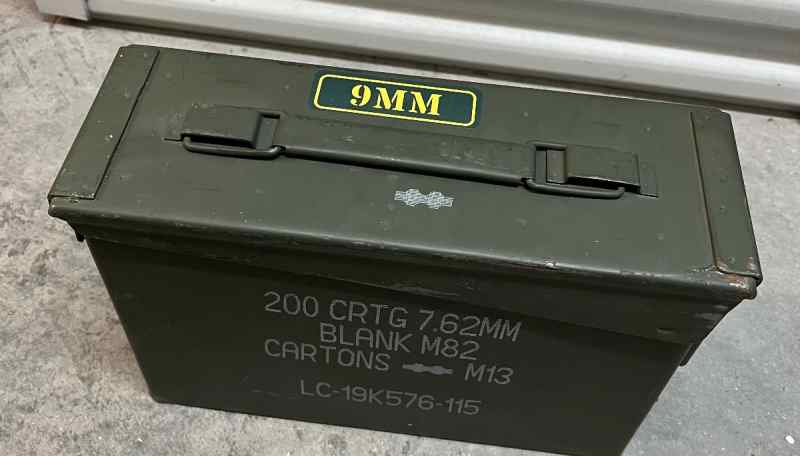 9MM
200 CRTG 7.62MM
BLANK M82
CARTONS M13
LC-19K576-115